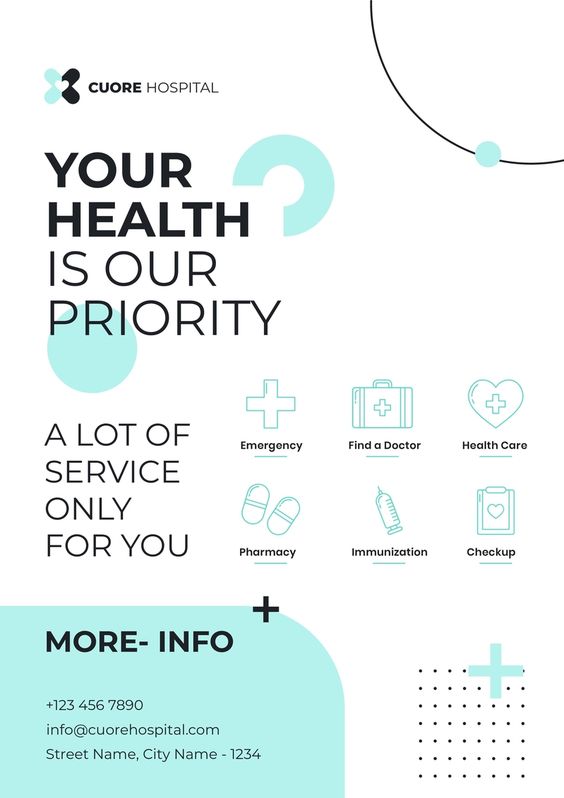 CUORE HOSPITAL
YOUR
HEALTH
IS OUR
PRIORITY
A LOT OF
SERVICE
ONLY
FOR YOU
Emergency
Find a Doctor
Health Care
Pharmacy
Immunization
Checkup
MORE- INFO
+123 456 7890
info@cuorehospital.com
Street Name, City Name - 1234